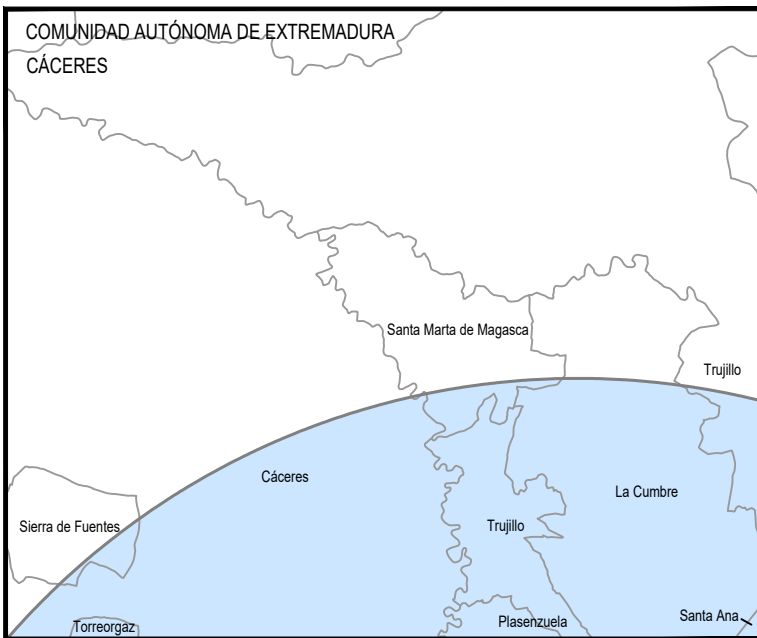 COMUNIDAD AUTÓNOMA DE EXTREMADURA
CÁCERES
Santa Marta de Magasca
Trujillo
Cáceres
La Cumbre
Sierra de Fuentes
Trujillo
Santa Ana
Plasenzuela
Torreorgaz